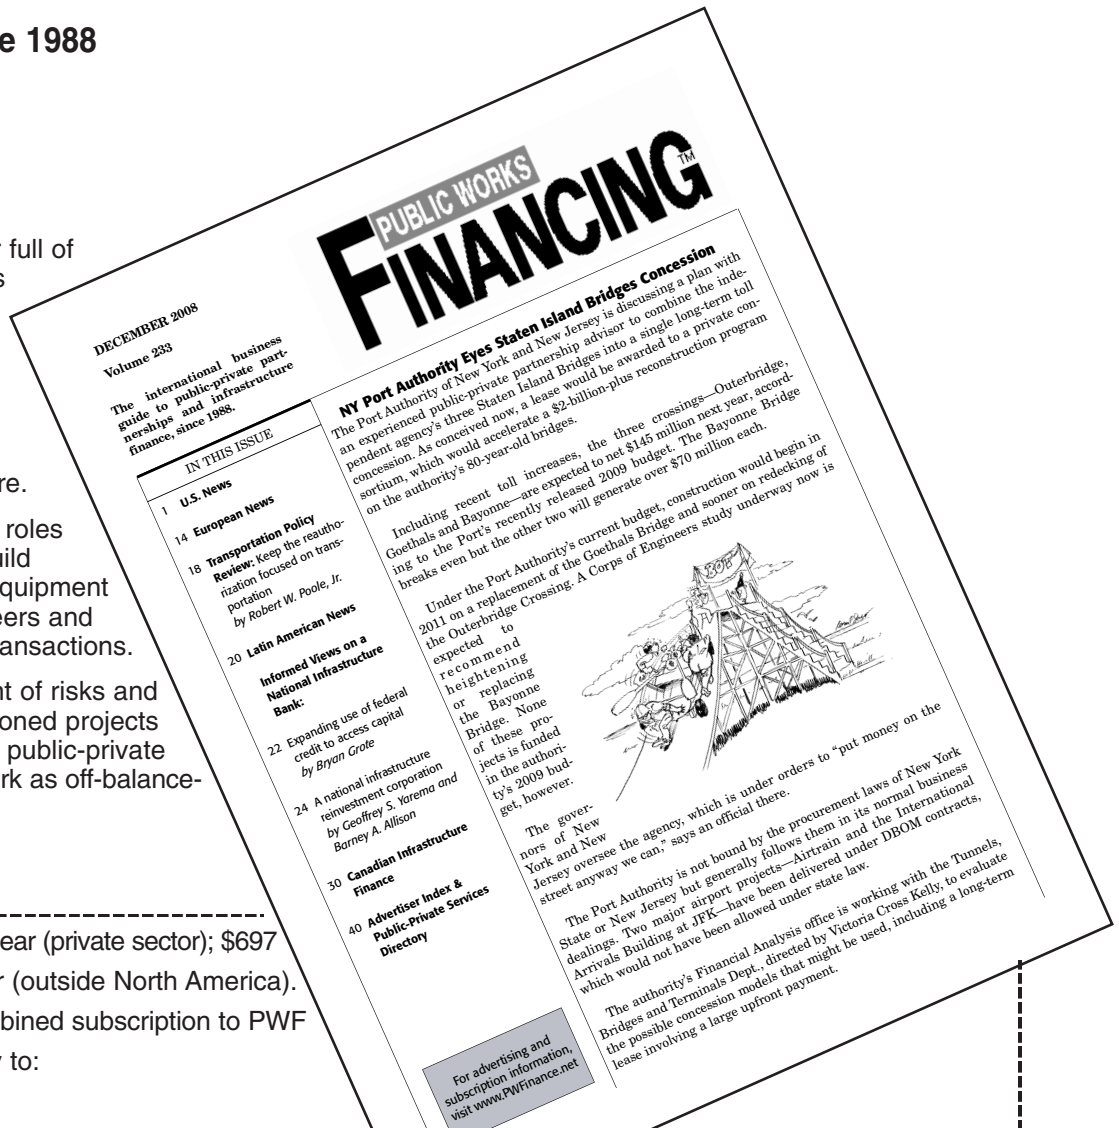 e 1988
full of
s
re.
roles
uild
quipment
eers and
ansactions.
nt of risks and
oned projects
public-private
rk as off-balance-
ear (private sector); $697
r (outside North America).
bined subscription to PWF
y to:
PUBLIC WORKS
FINANCING™
DECEMBER 2008
Volume 233
The international business
guide to public-private part-
nerships and infrastructure
finance, since 1988.
IN THIS ISSUE
1 U.S. News
14 European News
18 Transportation Policy
Review: Keep the reautho-
rization focused on trans-
portation
by Robert W. Poole, Jr.
20 Latin American News
Informed Views on a
National Infrastructure
Bank:
22 Expanding use of federal
credit to access capital
by Bryan Grote
24 A national infrastructure
reinvestment corporation
by Geoffrey S. Yarema and
Barney A. Allison
30 Canadian Infrastructure
Finance
40 Advertiser Index &
Public-Private Services
Directory
For advertising and
subscription information,
visit www.PWFinance.net
NY Port Authority Eyes Staten Island Bridges Concession
The Port Authority of New York and New Jersey is discussing a plan with
an experienced public-private partnership advisor to combine the inde-
pendent agency's three Staten Island Bridges into a single long-term toll
concession. As conceived now, a lease would be awarded to a private con-
sortium, which would accelerate a $2-billion-plus reconstruction program
on the authority's 80-year-old bridges.
Including recent toll increases, the three crossings—Outerbridge,
Goethals and Bayonne—are expected to net $145 million next year, accord-
ing to the Port's recently released 2009 budget. The Bayonne Bridge
breaks even but the other two will generate over $70 million each.
Under the Port Authority's current budget, construction would begin in
2011 on a replacement of the Goethals Bridge and sooner on redecking of
the Outerbridge Crossing. A Corps of Engineers study underway now is
expected to
recommend
heightening
or replacing
the Bayonne
Bridge. None
of these pro-
jects is funded
in the authori-
ty's 2009 bud-
get, however.
BOT
The gover-
nors of New
York and New
Jersey oversee the agency, which is under orders to "put money on the
street anyway we can," says an official there.
The Port Authority is not bound by the procurement laws of New York
State or New Jersey but generally follows them in its normal business
dealings. Two major airport projects—Airtrain and the International
Arrivals Building at JFK—have been delivered under DBOM contracts,
which would not have been allowed under state law.
The authority's Financial Analysis office is working with the Tunnels,
Bridges and Terminals Dept., directed by Victoria Cross Kelly, to evaluate
the possible concession models that might be used, including a long-term
lease involving a large upfront payment.